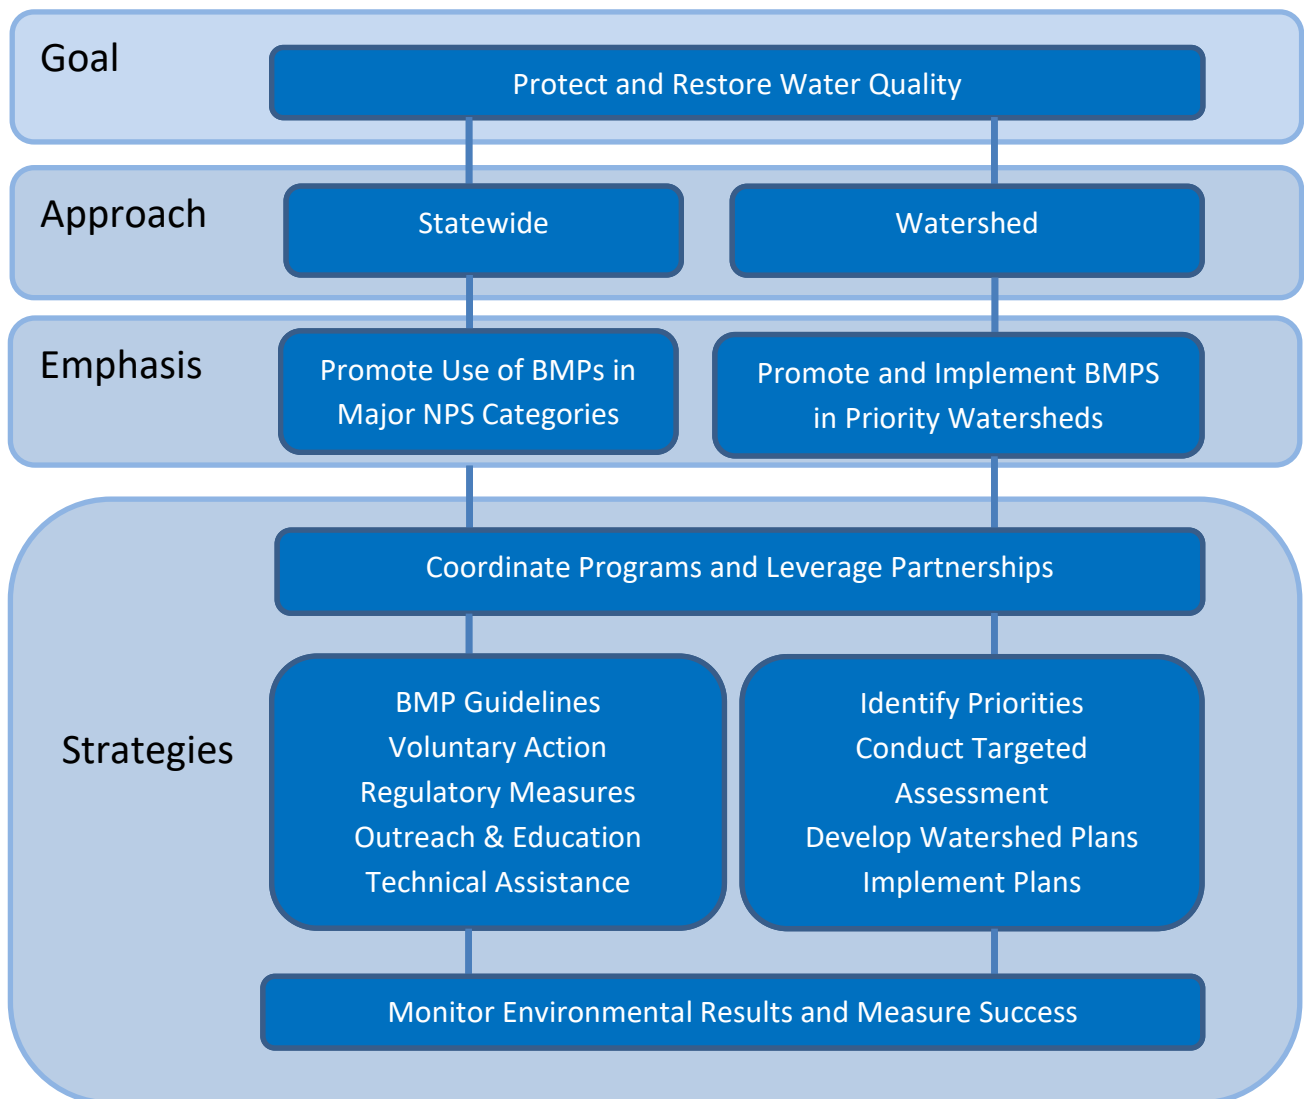 Goal
Protect and Restore Water Quality
Approach
Statewide
Watershed
Emphasis
Promote Use of BMPs in
Major NPS Categories
Promote and Implement BMPS
in Priority Watersheds
Coordinate Programs and Leverage Partnerships
Strategies
BMP Guidelines
Voluntary Action
Regulatory Measures
Outreach & Education
Technical Assistance
Identify Priorities
Conduct Targeted
Assessment
Develop Watershed Plans
Implement Plans
Monitor Environmental Results and Measure Success